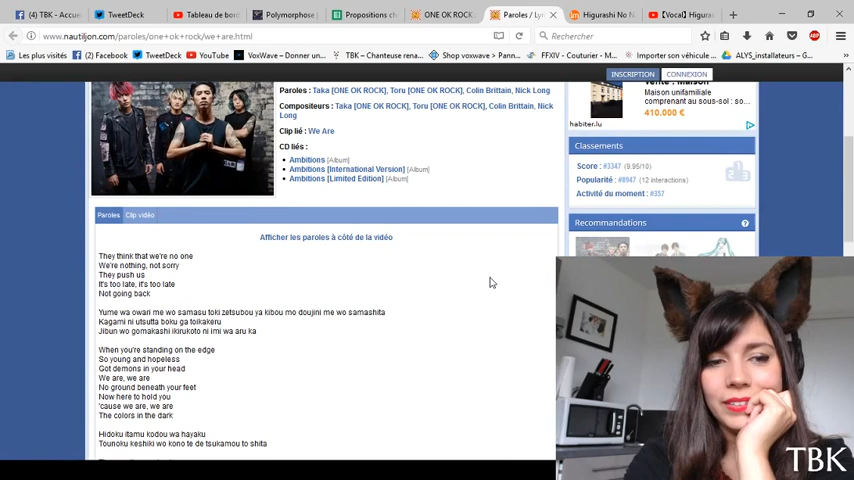 (4) TBK - Accue
TweetDeck
Tableau de bord
Polymorphose |
Propositions ch
ONE OK ROCK
Paroles / Lyr
Higurashi No N
【Vocal】Higura
www.nautiljon.com/paroles/one+ok+rock/we+are.html
Rechercher
Les plus visités
(2) Facebook
TweetDeck
YouTube
VoxWave – Donner un
TBK – Chanteuse rena
Shop voxwave > Pann
FFXIV - Couturier - M
Importer son véhicule
ALYS_installateurs – G
INSCRIPTION
CONNEXION
Paroles : Taka [ONE OK ROCK], Toru [ONE OK ROCK], Colin Brittain, Nick Long
Compositeurs : Taka [ONE OK ROCK], Toru [ONE OK ROCK], Colin Brittain, Nick
Long
Clip lié : We Are
CD liés :
Ambitions [Album]
Ambitions [International Version] [Album]
Ambitions [Limited Edition] [Album]
Vente : Maison
Maison unifamiliale
comprenant au sous-sol : so...
410.000 €
habiter.lu
Classements
Score : #3347 (9.95/10)
Popularité : #8947 (12 interactions)
Activité du moment : #357
Recommandations
Paroles
Clip vidéo
Afficher les paroles à côté de la vidéo
They think that we're no one
We're nothing, not sorry
They push us
It's too late, it's too late
Not going back
Yume wa owari me wo samasu toki zetsubou ya kibou mo doujini me wo samashita
Kagami ni utsutta boku ga toikakeru
Jibun wo gomakashi ikirukoto ni imi wa aru ka
When you're standing on the edge
So young and hopeless
Got demons in your head
We are, we are
No ground beneath your feet
Now here to hold you
'cause we are, we are
The colors in the dark
Hidoku itamu kodou wa hayaku
Tounoku keshiki wo kono te de tsukamou to shita
TBK